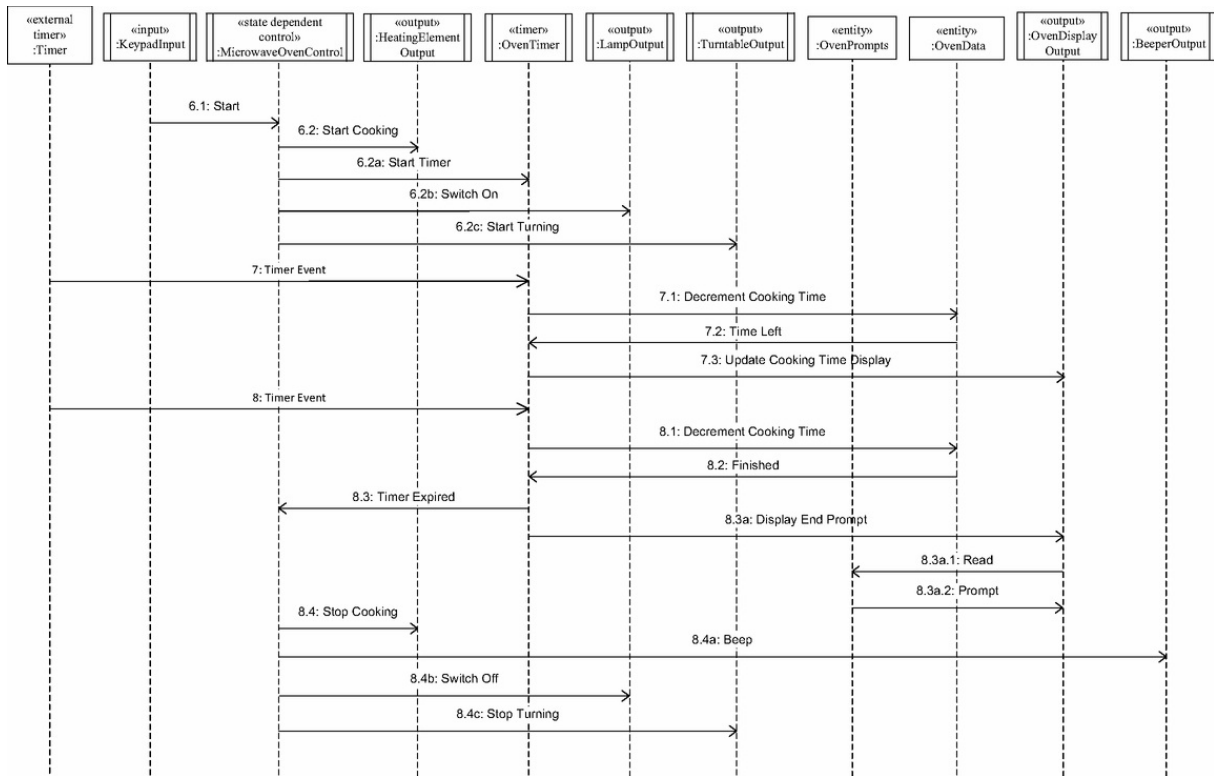 «external
timer»
:Timer
«input»
:KeypadInput
«state dependent
control»
:MicrowaveOvenControl
«output»
:HeatingElement
Output
«timer»
:OvenTimer
«output»
:LampOutput
«output»
:TurntableOutput
«entity»
:OvenPrompts
«entity»
:OvenData
«output»
:OvenDisplay
Output
«output»
:BeeperOutput
6.1: Start
6.2: Start Cooking
6.2a: Start Timer
6.2b: Switch On
6.2c: Start Turning
7: Timer Event
7.1: Decrement Cooking Time
7.2: Time Left
7.3: Update Cooking Time Display
8: Timer Event
8.1: Decrement Cooking Time
8.2: Finished
8.3: Timer Expired
8.3a: Display End Prompt
8.3a.1: Read
8.3a.2: Prompt
8.4: Stop Cooking
8.4a: Beep
8.4b: Switch Off
8.4c: Stop Turning